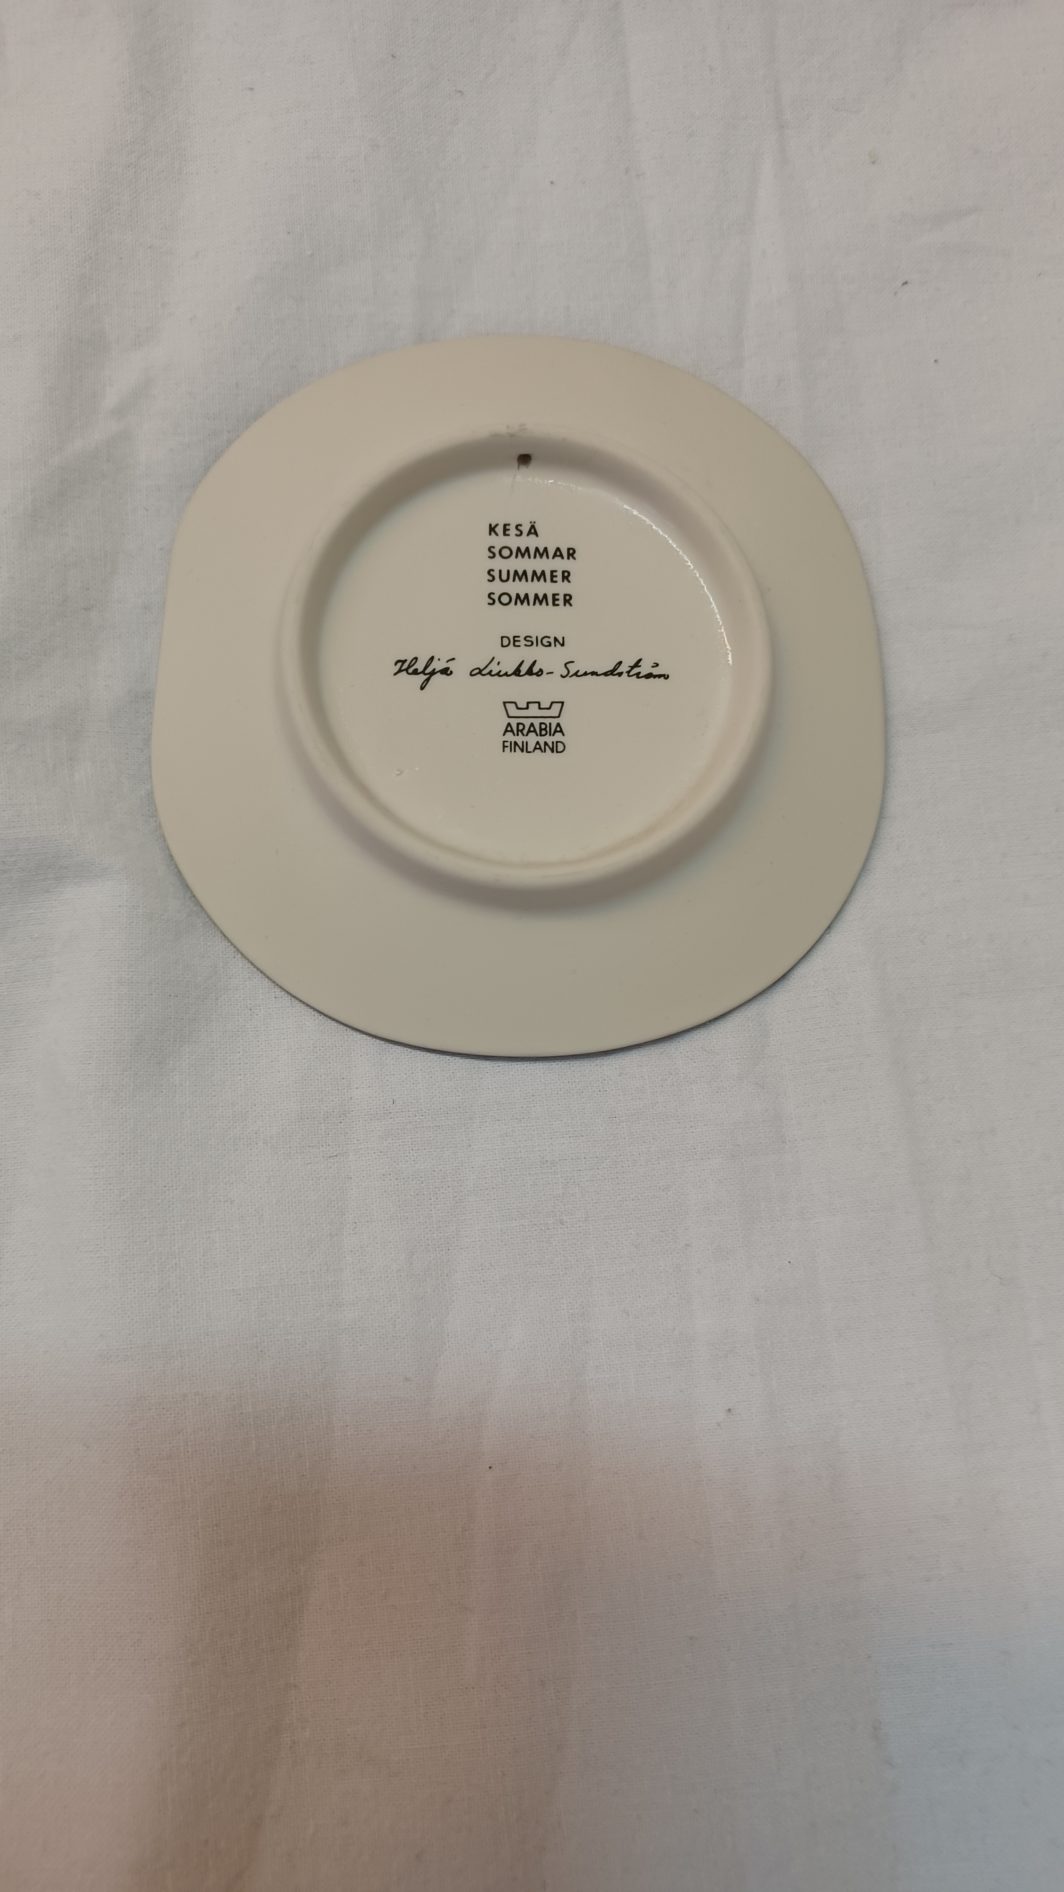 KESÄ
SOMMAR
SUMMER
SOMMER
DESIGN
Heljä Liukko-Sundström
ARABIA
FINLAND